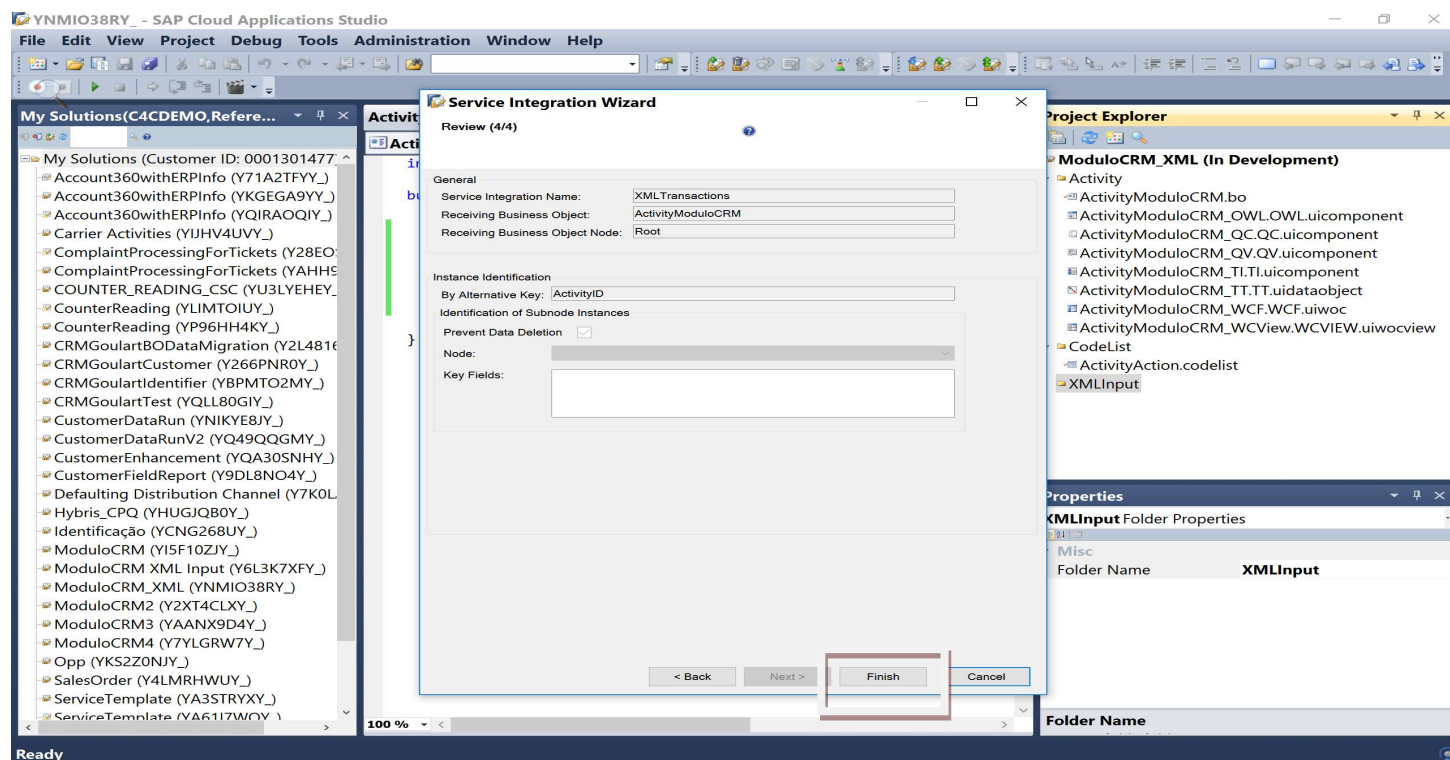 YNMIO38RY_ - SAP Cloud Applications Studio
File Edit View Project Debug Tools Administration Window Help
My Solutions(C4CDEMO,Refere...
My Solutions (Customer ID: 0001301477)
Account360withERPInfo (Y71A2TFYY_)
Account360withERPInfo (YKGEGA9YY_)
Account360withERPInfo (YQIRAOQIY_)
Carrier Activities (YIJHV4UVY_)
ComplaintProcessingForTickets (Y28EO
ComplaintProcessingForTickets (YAHH9
COUNTER_READING_CSC (YU3LYEHEY_
CounterReading (YLIMTOIUY_)
CounterReading (YP96HH4KY_)
CRMGoulartBODataMigration (Y2L4816
CRMGoulartCustomer (Y266PNR0Y_)
CRMGoulartIdentifier (YBPMTO2MY_)
CRMGoulartTest (YQLL80GIY_)
CustomerDataRun (YNIKYE8JY_)
CustomerDataRunV2 (YQ49QQGMY_)
CustomerEnhancement (YQA30SNHY_)
CustomerFieldReport (Y9DL8NO4Y_)
Defaulting Distribution Channel (Y7K0L
Hybris_CPQ (YHUGJQB0Y_)
Identificação (YCNG268UY_)
ModuloCRM (YI5F10ZJY_)
ModuloCRM XML Input (Y6L3K7XFY_)
ModuloCRM_XML (YNMIO38RY_)
ModuloCRM2 (Y2XT4CLXY_)
ModuloCRM3 (YAANX9D4Y_)
ModuloCRM4 (Y7YLGRW7Y_)
Opp (YKS2Z0NJY_)
SalesOrder (Y4LMRHWUY_)
ServiceTemplate (YA3STRYXY_)
ServiceTemplate (YA61I7WOY_)
Activit
Acti
bu
}
100 %
Service Integration Wizard
Review (4/4)
General
Service Integration Name: XMLTransactions
Receiving Business Object: ActivityModuloCRM
Receiving Business Object Node: Root
Instance Identification
By Alternative Key: ActivityID
Identification of Subnode Instances
Prevent Data Deletion
Node:
Key Fields:
< Back Next > Finish Cancel
Project Explorer
ModuloCRM_XML (In Development)
Activity
ActivityModuloCRM.bo
ActivityModuloCRM_OWL.OWL.uicomponent
ActivityModuloCRM_QC.QC.uicomponent
ActivityModuloCRM_QV.QV.uicomponent
ActivityModuloCRM_TI.TI.uicomponent
ActivityModuloCRM_TT.TT.uidataobject
ActivityModuloCRM_WCF.WCF.uiwoc
ActivityModuloCRM_WCView.WCVIEW.uiwocview
CodeList
ActivityAction.codelist
XMLInput
Properties
XMLInput Folder Properties
Misc
Folder Name XMLInput
Folder Name
Ready